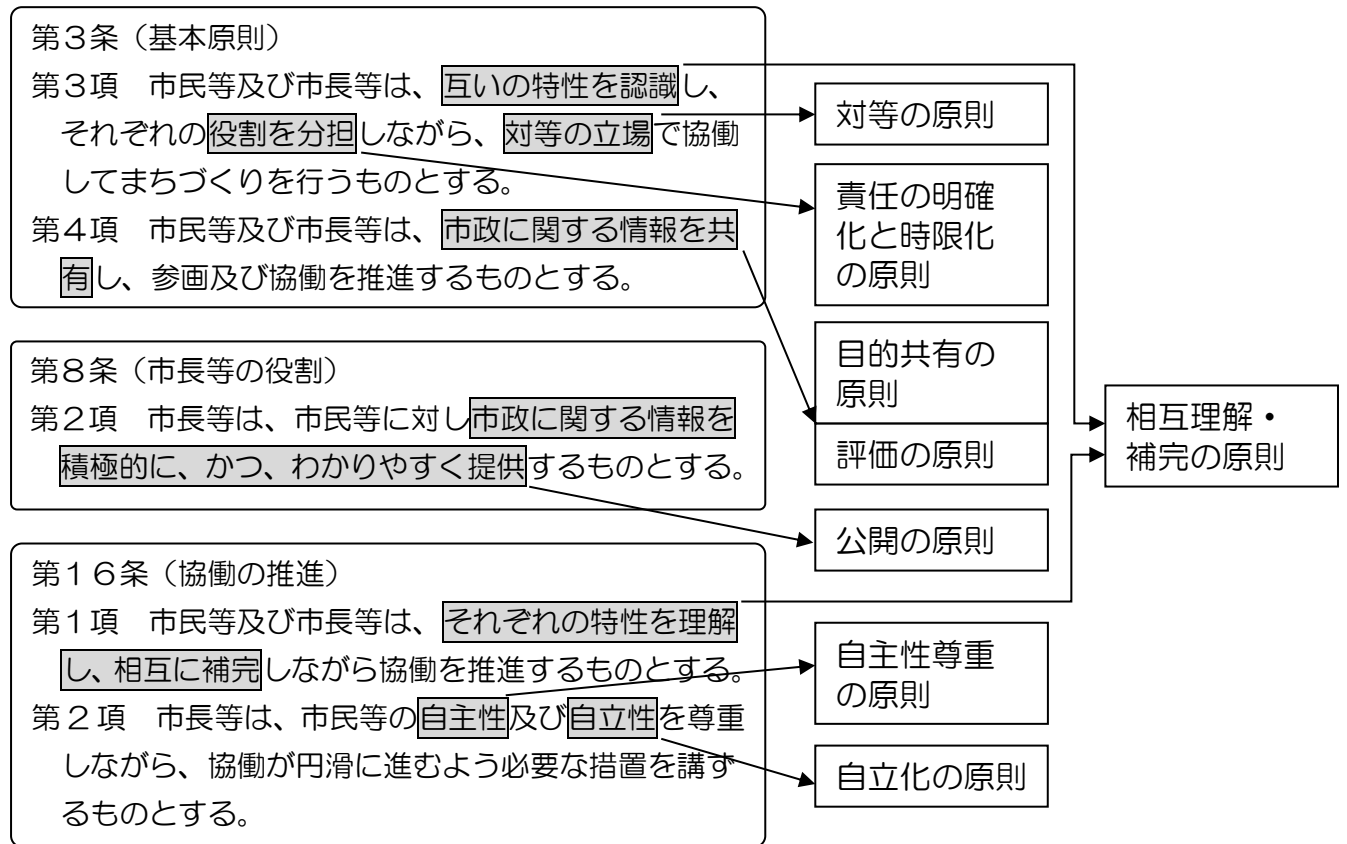 第3条（基本原則）
第3項　市民等及び市長等は、互いの特性を認識し、
それぞれの役割を分担しながら、対等の立場で協働
してまちづくりを行うものとする。
第4項　市民等及び市長等は、市政に関する情報を共
有し、参画及び協働を推進するものとする。
第8条（市長等の役割）
第2項　市長等は、市民等に対し市政に関する情報を
積極的に、かつ、わかりやすく提供するものとする。
第16条（協働の推進）
第1項　市民等及び市長等は、それぞれの特性を理解
し、相互に補完しながら協働を推進するものとする。
第2項　市長等は、市民等の自主性及び自立性を尊重
しながら、協働が円滑に進むよう必要な措置を講ず
るものとする。
対等の原則
責任の明確
化と時限化
の原則
目的共有の
原則
評価の原則
公開の原則
自主性尊重
の原則
自立化の原則
相互理解・
補完の原則